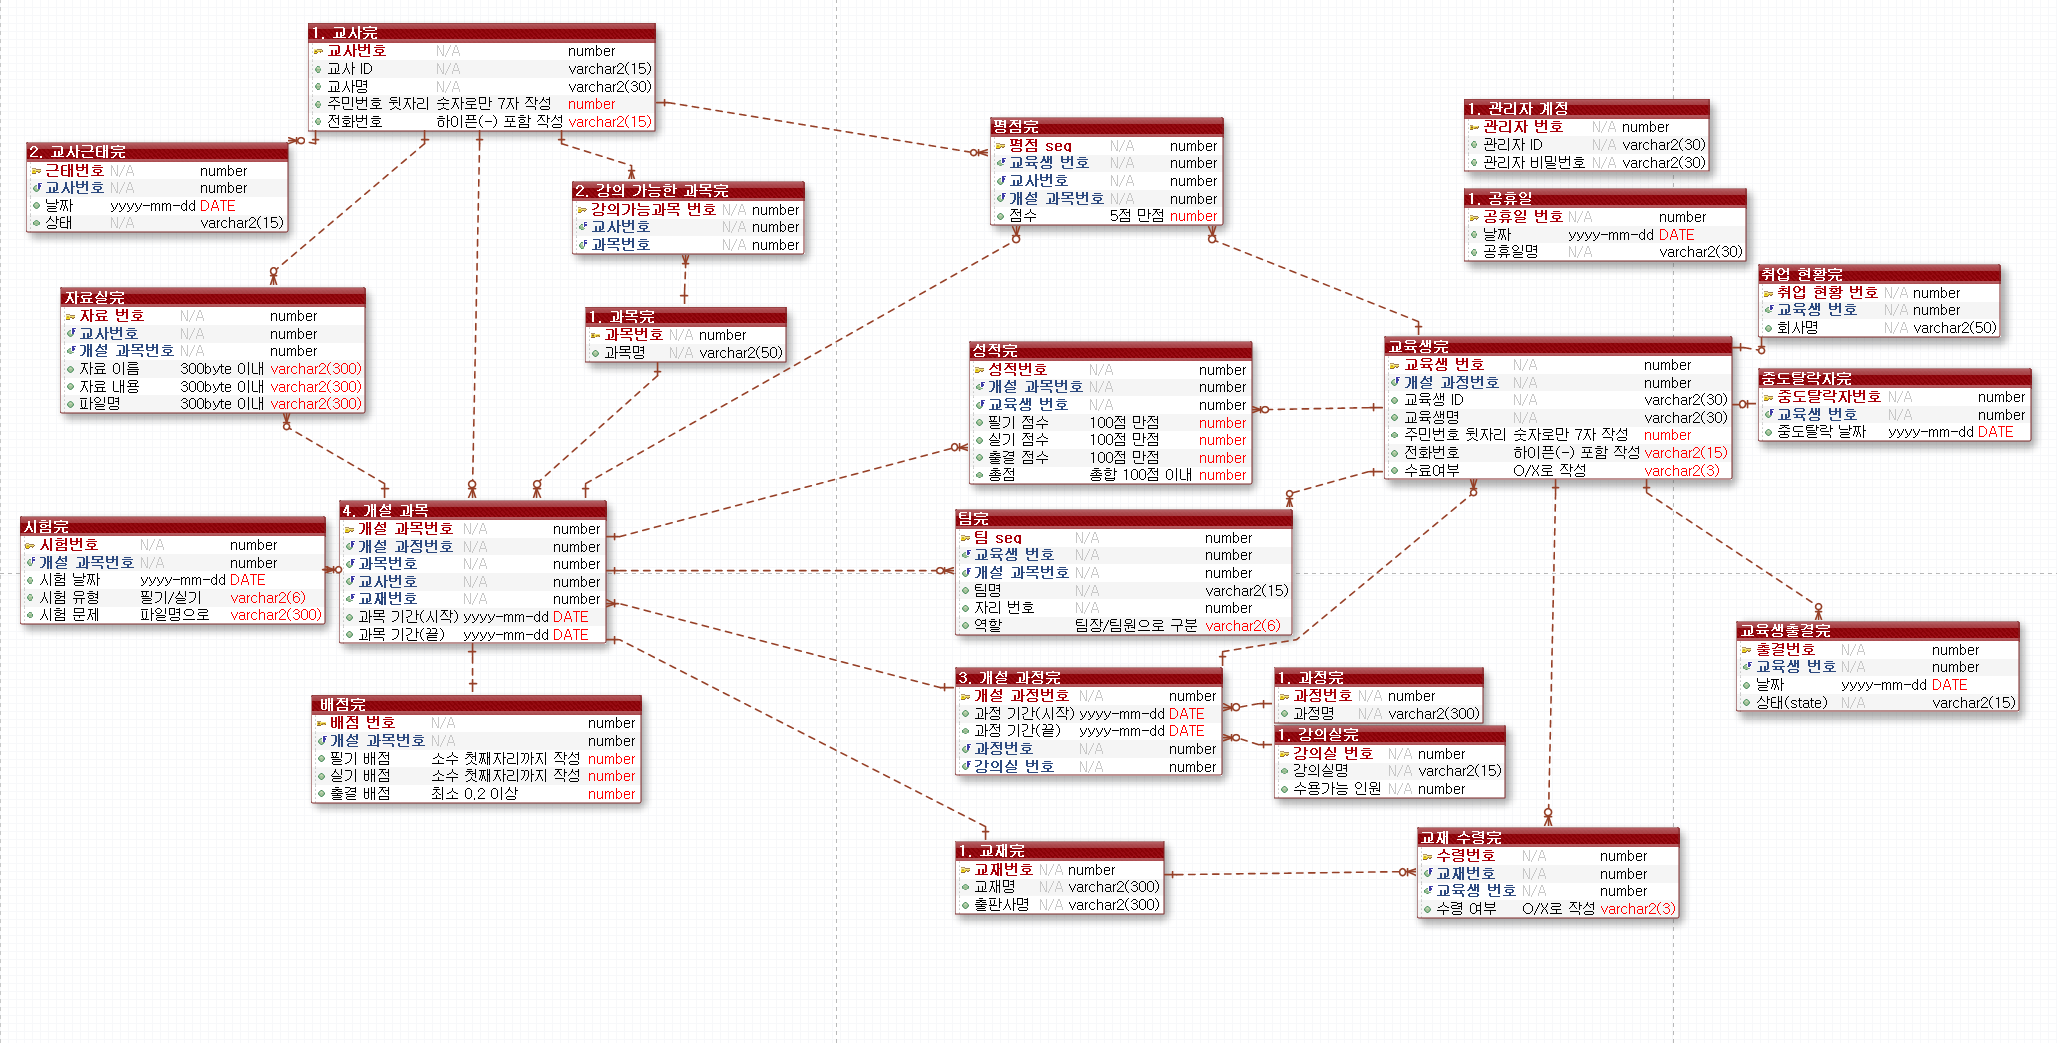 1. 교사完
교사번호 N/A number
교사 ID N/A varchar2(15)
교사명 N/A varchar2(30)
주민번호 뒷자리 숫자로만 7자 작성 number
전화번호 하이픈(-) 포함 작성 varchar2(15)
2. 교사근태完
근태번호 N/A number
교사번호 N/A number
날짜 yyyy-mm-dd DATE
상태 N/A varchar2(15)
2. 강의 가능한 과목完
강의가능과목 번호 N/A number
교사번호 N/A number
과목번호 N/A number
평점完
평점 seq N/A number
교육생 번호 N/A number
교사번호 N/A number
개설 과목번호 N/A number
점수 5점 만점 number
1. 관리자 계정
관리자 번호 N/A number
관리자 ID N/A varchar2(30)
관리자 비밀번호 N/A varchar2(30)
1. 공휴일
공휴일 번호 N/A number
날짜 yyyy-mm-dd DATE
공휴일명 N/A varchar2(30)
취업 현황完
취업 현황 번호 N/A number
교육생 번호 N/A number
회사명 N/A varchar2(50)
자료실完
자료 번호 N/A number
교사번호 N/A number
개설 과목번호 N/A number
자료 이름 300byte 이내 varchar2(300)
자료 내용 300byte 이내 varchar2(300)
파일명 300byte 이내 varchar2(300)
1. 과목完
과목번호 N/A number
과목명 N/A varchar2(50)
성적完
성적번호 N/A number
개설 과목번호 N/A number
교육생 번호 N/A number
필기 점수 100점 만점 number
실기 점수 100점 만점 number
출결 점수 100점 만점 number
총점 총합 100점 이내 number
교육생完
교육생 번호 N/A number
개설 과정번호 N/A number
교육생 ID N/A varchar2(30)
교육생명 N/A varchar2(30)
주민번호 뒷자리 숫자로만 7자 작성 number
전화번호 하이픈(-) 포함 작성 varchar2(15)
수료여부 O/X로 작성 varchar2(3)
중도탈락자完
중도탈락자번호 N/A number
교육생 번호 N/A number
중도탈락 날짜 yyyy-mm-dd DATE
시험完
시험번호 N/A number
개설 과목번호 N/A number
시험 날짜 yyyy-mm-dd DATE
시험 유형 필기/실기 varchar2(6)
시험 문제 파일명으로 varchar2(300)
4. 개설 과목
개설 과목번호 N/A number
개설 과정번호 N/A number
과목번호 N/A number
교사번호 N/A number
교재번호 N/A number
과목 기간(시작) yyyy-mm-dd DATE
과목 기간(끝) yyyy-mm-dd DATE
팀完
팀 seq N/A number
교육생 번호 N/A number
개설 과목번호 N/A number
팀명 N/A varchar2(15)
자리 번호 N/A number
역할 팀장/팀원으로 구분 varchar2(6)
교육생출결完
출결번호 N/A number
교육생 번호 N/A number
날짜 yyyy-mm-dd DATE
상태(state) N/A varchar2(15)
배점完
배점 번호 N/A number
개설 과목번호 N/A number
필기 배점 소수 첫째자리까지 작성 number
실기 배점 소수 첫째자리까지 작성 number
출결 배점 최소 0.2 이상 number
3. 개설 과정完
개설 과정번호 N/A number
과정 기간(시작) yyyy-mm-dd DATE
과정 기간(끝) yyyy-mm-dd DATE
과정번호 N/A number
강의실 번호 N/A number
1. 과정完
과정번호 N/A number
과정명 N/A varchar2(300)
1. 강의실完
강의실 번호 N/A number
강의실명 N/A varchar2(15)
수용가능 인원 N/A number
1. 교재完
교재번호 N/A number
교재명 N/A varchar2(300)
출판사명 N/A varchar2(300)
교재 수령完
수령번호 N/A number
교재번호 N/A number
교육생 번호 N/A number
수령 여부 O/X로 작성 varchar2(3)